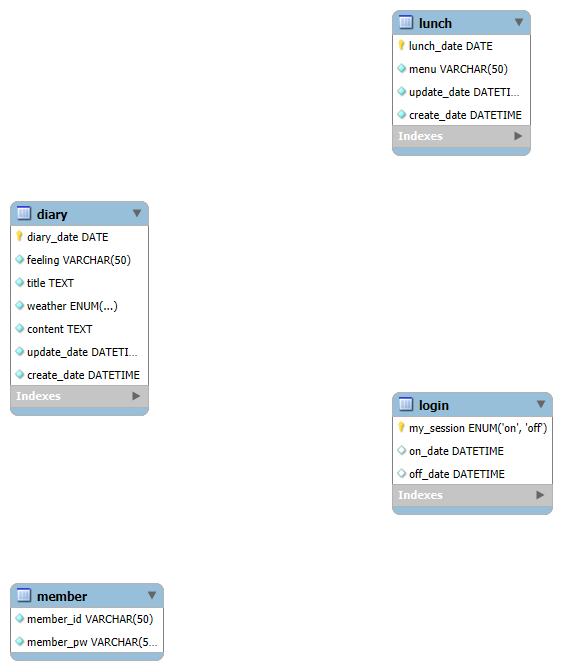 lunch
lunch_date DATE
menu VARCHAR(50)
update_date DATETI...
create_date DATETIME
Indexes
diary
diary_date DATE
feeling VARCHAR(50)
title TEXT
weather ENUM(...)
content TEXT
update_date DATETI...
create_date DATETIME
Indexes
login
my_session ENUM('on', 'off')
on_date DATETIME
off_date DATETIME
Indexes
member
member_id VARCHAR(50)
member_pw VARCHAR(5...